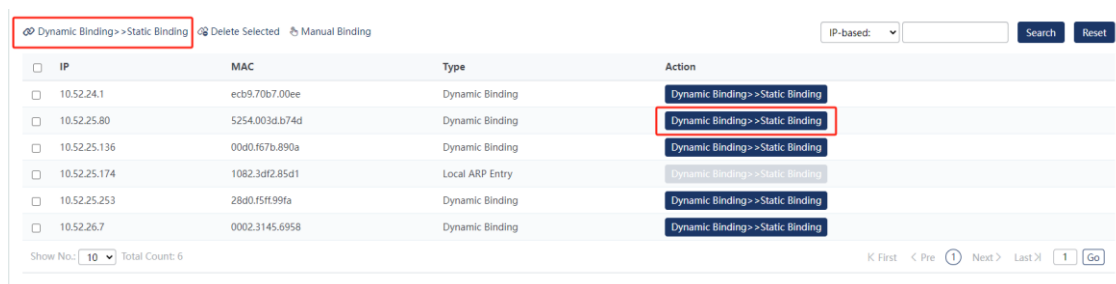 Dynamic Binding>>Static Binding Delete Selected Manual Binding IP-based: Search Reset
IP MAC Type Action
10.52.24.1 ecb9.70b7.00ee Dynamic Binding Dynamic Binding>>Static Binding
10.52.25.80 5254.003d.b74d Dynamic Binding Dynamic Binding>>Static Binding
10.52.25.136 00d0.f67b.890a Dynamic Binding Dynamic Binding>>Static Binding
10.52.25.174 1082.3df2.85d1 Local ARP Entry Dynamic Binding>>Static Binding
10.52.25.253 28d0.f5ff.99fa Dynamic Binding Dynamic Binding>>Static Binding
10.52.26.7 0002.3145.6958 Dynamic Binding Dynamic Binding>>Static Binding
Show No.: 10 Total Count: 6 First Pre 1 Next Last 1 Go